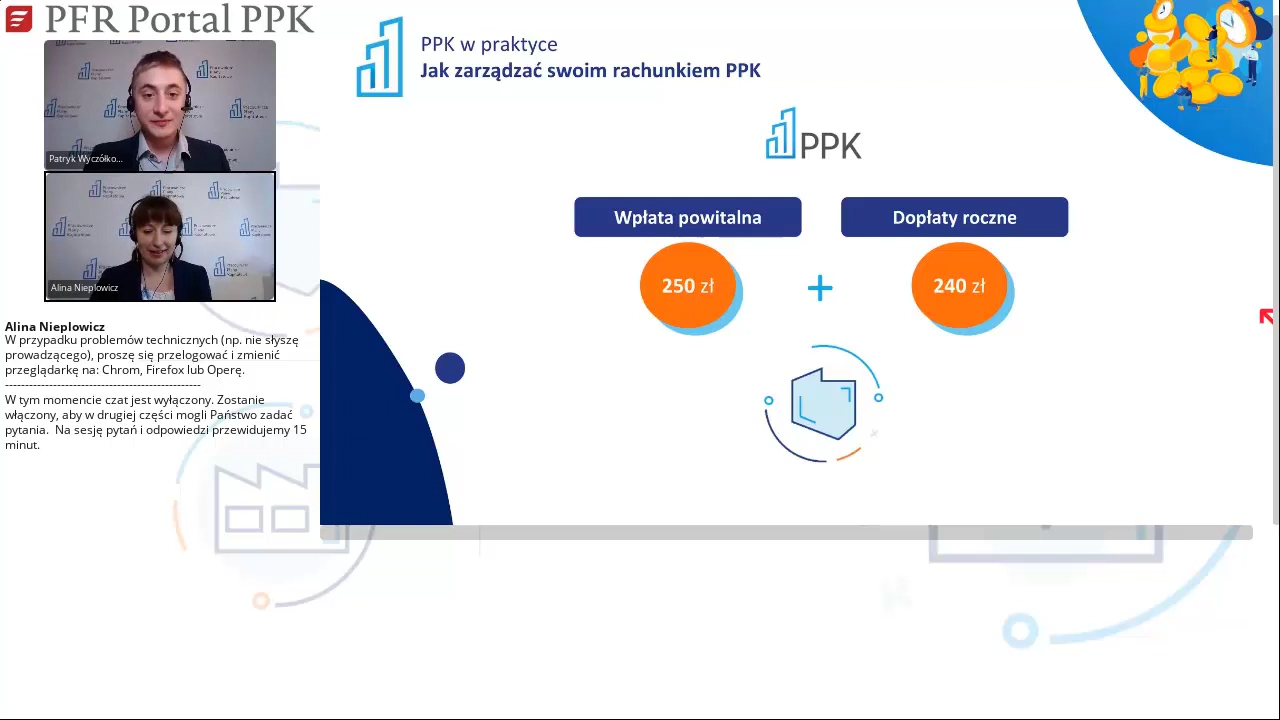 PFR Portal PPK
Patryk Wyczółko...
Alina Nieplowicz
Alina Nieplowicz
W przypadku problemów technicznych (np. nie słyszę
prowadzącego), proszę się przelogować i zmienić
przeglądarkę na: Chrom, Firefox lub Operę.
--------------------------------------------------
W tym momencie czat jest wyłączony. Zostanie
włączony, aby w drugiej części mogli Państwo zadać
pytania.  Na sesję pytań i odpowiedzi przewidujemy 15
minut.
PPK w praktyce
Jak zarządzać swoim rachunkiem PPK
PPK
Wpłata powitalna
Dopłaty roczne
250 zł
+
240 zł